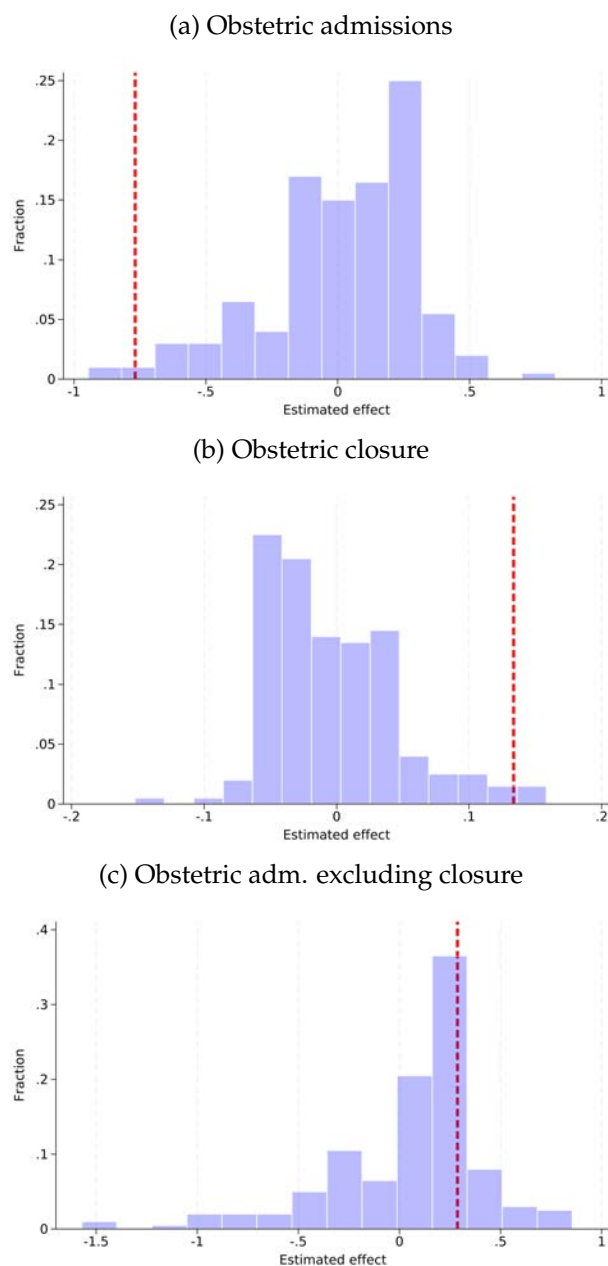 (a) Obstetric admissions
.25
.2
.15
.1
.05
0
Fraction
-1 -.5 0 .5 1
Estimated effect
(b) Obstetric closure
.25
.2
.15
.1
.05
0
Fraction
-.2 -.1 0 .1 .2
Estimated effect
(c) Obstetric adm. excluding closure
.4
.3
.2
.1
0
Fraction
-1.5 -1 -.5 0 .5 1
Estimated effect